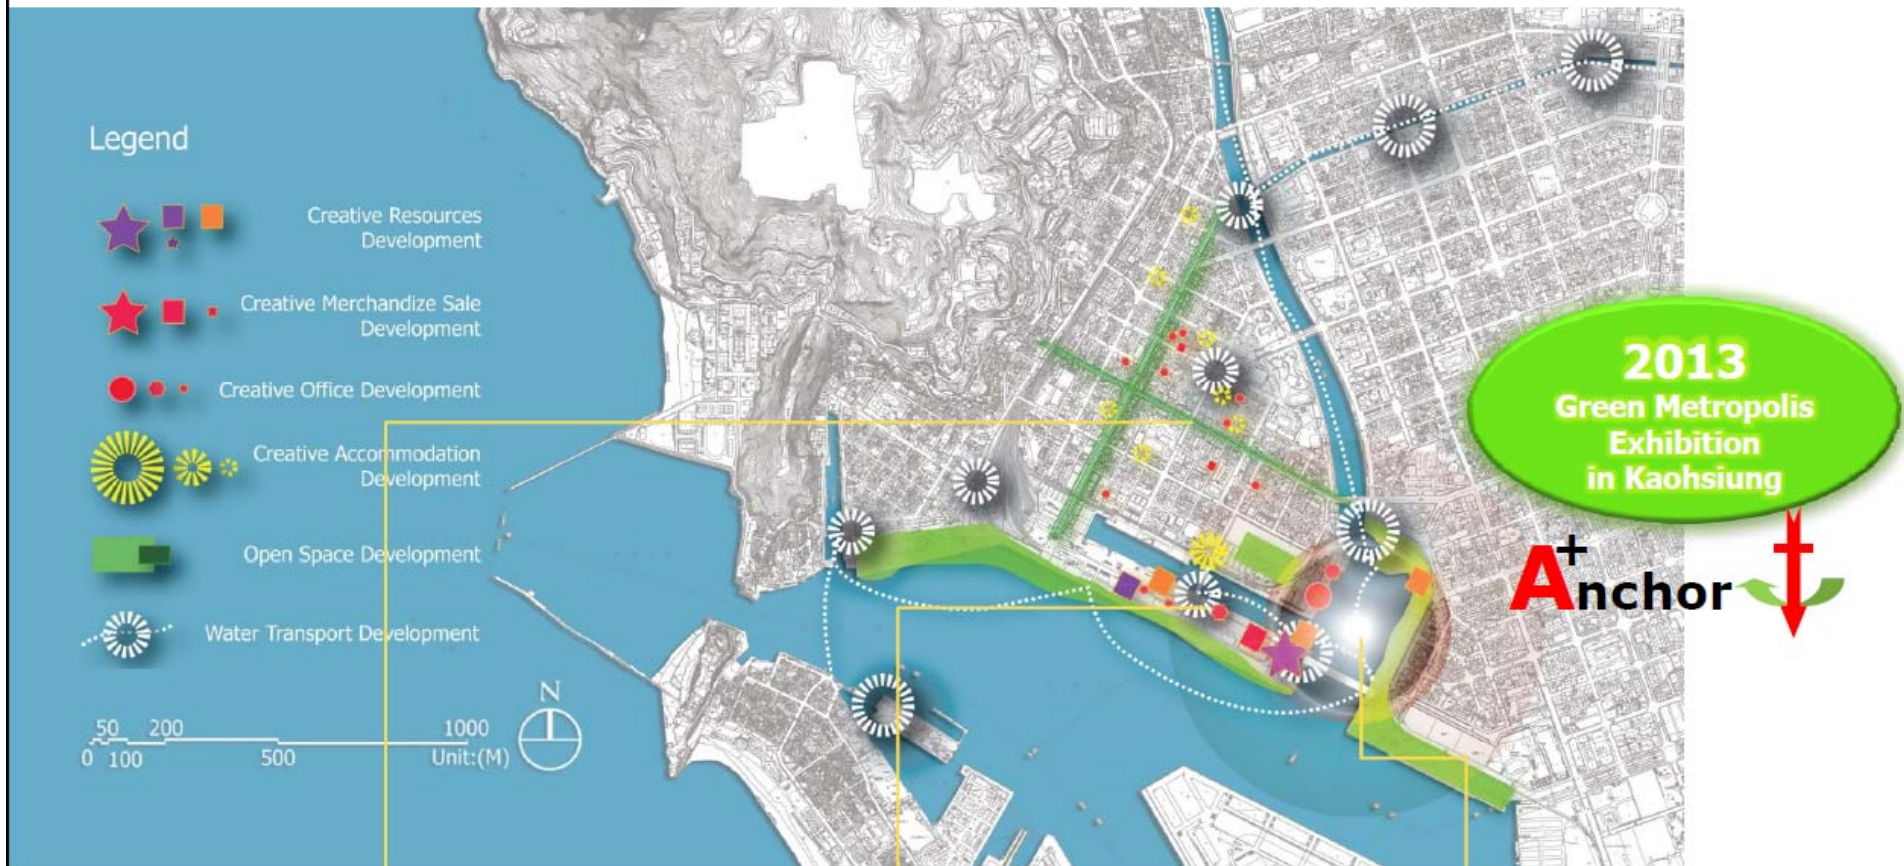 Legend
Creative Resources
Development
Creative Merchandize Sale
Development
Creative Office Development
Creative Accommodation
Development
Open Space Development
Water Transport Development
50 200 1000
0 100 500 Unit:(M)
N
2013
Green Metropolis
Exhibition
in Kaohsiung
A+nchor